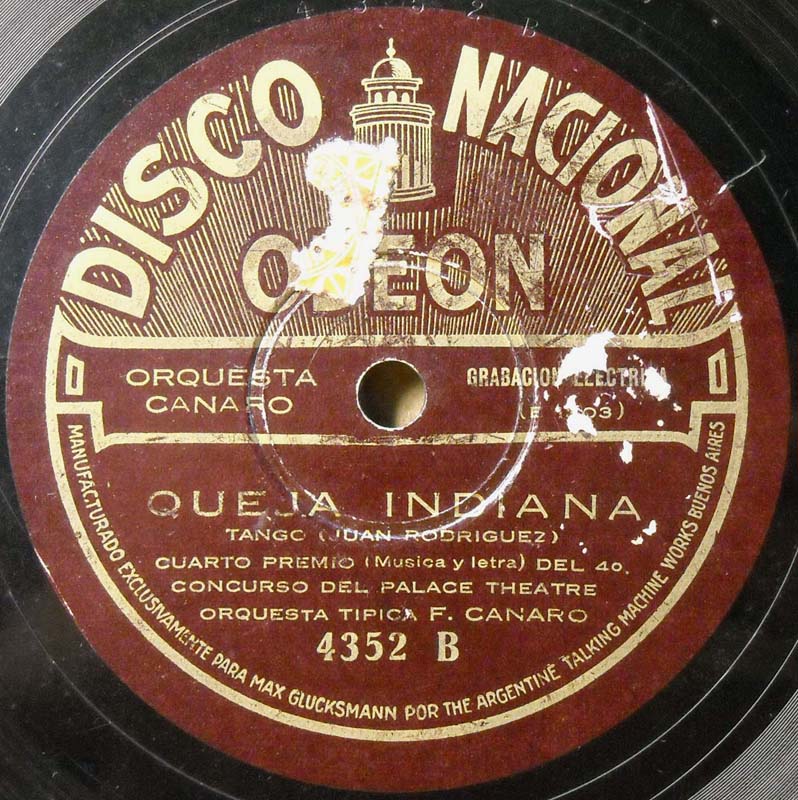 4352 B
DISCO NACIONAL
ODEON
ORQUESTA
CANARO
GRABACION ELECTRICA
QUEJA INDIANA
TANGO (JUAN RODRIGUEZ)
CUARTO PREMIO (Musica y letra) DEL 4o.
CONCURSO DEL PALACE THEATRE
ORQUESTA TIPICA F. CANARO
4352 B
MANUFACTURADO EXCLUSIVAMENTE PARA MAX GLUCKSMANN POR THE ARGENTINE TALKING MACHINE WORKS BUENOS AIRES